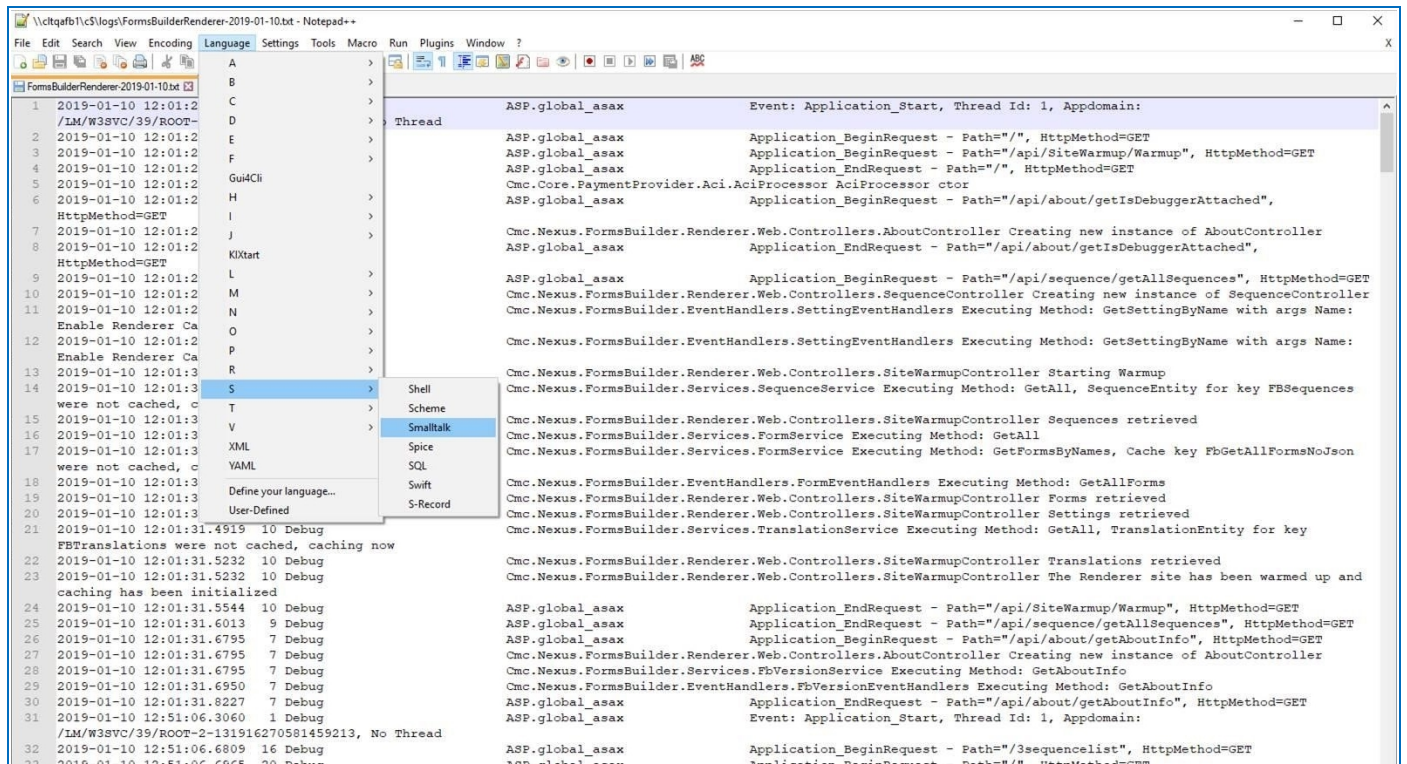 \\cltqafb1\c$\logs\FormsBuilderRenderer-2019-01-10.txt - Notepad++
File Edit Search View Encoding Language Settings Tools Macro Run Plugins Window ? X
ABC
FormsBuilderRenderer-2019-01-10.txt
A
B
C
D
E
F
Gui4Cli
H
I
J
KIXtart
L
M
N
O
P
R
S
T
V
XML
YAML
Define your language...
User-Defined
Shell
Scheme
Smalltalk
Spice
SQL
Swift
S-Record
1 2019-01-10 12:01:2 ASP.global_asax Event: Application_Start, Thread Id: 1, Appdomain:
/LM/W3SVC/39/ROOT- Thread
2 2019-01-10 12:01:2 ASP.global_asax Application_BeginRequest - Path="/", HttpMethod=GET
3 2019-01-10 12:01:2 ASP.global_asax Application_BeginRequest - Path="/api/SiteWarmup/Warmup", HttpMethod=GET
4 2019-01-10 12:01:2 ASP.global_asax Application_EndRequest - Path="/", HttpMethod=GET
5 2019-01-10 12:01:2 Cmc.Core.PaymentProvider.Aci.AciProcessor AciProcessor ctor
6 2019-01-10 12:01:2 ASP.global_asax Application_BeginRequest - Path="/api/about/getIsDebuggerAttached",
HttpMethod=GET
7 2019-01-10 12:01:2 Cmc.Nexus.FormsBuilder.Renderer.Web.Controllers.AboutController Creating new instance of AboutController
8 2019-01-10 12:01:2 ASP.global_asax Application_EndRequest - Path="/api/about/getIsDebuggerAttached",
HttpMethod=GET
9 2019-01-10 12:01:2 ASP.global_asax Application_BeginRequest - Path="/api/sequence/getAllSequences", HttpMethod=GET
10 2019-01-10 12:01:2 Cmc.Nexus.FormsBuilder.Renderer.Web.Controllers.SequenceController Creating new instance of SequenceController
11 2019-01-10 12:01:2 Cmc.Nexus.FormsBuilder.EventHandlers.SettingEventHandlers Executing Method: GetSettingByName with args Name:
Enable Renderer Ca
12 2019-01-10 12:01:2 Cmc.Nexus.FormsBuilder.EventHandlers.SettingEventHandlers Executing Method: GetSettingByName with args Name:
Enable Renderer Ca
13 2019-01-10 12:01:3 Cmc.Nexus.FormsBuilder.Renderer.Web.Controllers.SiteWarmupController Starting Warmup
14 2019-01-10 12:01:3 Cmc.Nexus.FormsBuilder.Services.SequenceService Executing Method: GetAll, SequenceEntity for key FBSequences
were not cached, c
15 2019-01-10 12:01:3 Cmc.Nexus.FormsBuilder.Renderer.Web.Controllers.SiteWarmupController Sequences retrieved
16 2019-01-10 12:01:3 Cmc.Nexus.FormsBuilder.Services.FormService Executing Method: GetAll
17 2019-01-10 12:01:3 Cmc.Nexus.FormsBuilder.Services.FormService Executing Method: GetFormsByNames, Cache key FbGetAllFormsNoJson
were not cached, c
18 2019-01-10 12:01:3 Cmc.Nexus.FormsBuilder.EventHandlers.FormEventHandlers Executing Method: GetAllForms
19 2019-01-10 12:01:3 Cmc.Nexus.FormsBuilder.Renderer.Web.Controllers.SiteWarmupController Forms retrieved
20 2019-01-10 12:01:3 Cmc.Nexus.FormsBuilder.Renderer.Web.Controllers.SiteWarmupController Settings retrieved
21 2019-01-10 12:01:31.4919 10 Debug Cmc.Nexus.FormsBuilder.Services.TranslationService Executing Method: GetAll, TranslationEntity for key
FBTranslations were not cached, caching now
22 2019-01-10 12:01:31.5232 10 Debug Cmc.Nexus.FormsBuilder.Renderer.Web.Controllers.SiteWarmupController Translations retrieved
23 2019-01-10 12:01:31.5232 10 Debug Cmc.Nexus.FormsBuilder.Renderer.Web.Controllers.SiteWarmupController The Renderer site has been warmed up and
caching has been initialized
24 2019-01-10 12:01:31.5544 10 Debug ASP.global_asax Application_EndRequest - Path="/api/SiteWarmup/Warmup", HttpMethod=GET
25 2019-01-10 12:01:31.6013 9 Debug ASP.global_asax Application_EndRequest - Path="/api/sequence/getAllSequences", HttpMethod=GET
26 2019-01-10 12:01:31.6795 7 Debug ASP.global_asax Application_BeginRequest - Path="/api/about/getAboutInfo", HttpMethod=GET
27 2019-01-10 12:01:31.6795 7 Debug Cmc.Nexus.FormsBuilder.Renderer.Web.Controllers.AboutController Creating new instance of AboutController
28 2019-01-10 12:01:31.6795 7 Debug Cmc.Nexus.FormsBuilder.Services.FbVersionService Executing Method: GetAboutInfo
29 2019-01-10 12:01:31.6950 7 Debug Cmc.Nexus.FormsBuilder.EventHandlers.FbVersionEventHandlers Executing Method: GetAboutInfo
30 2019-01-10 12:01:31.8227 7 Debug ASP.global_asax Application_EndRequest - Path="/api/about/getAboutInfo", HttpMethod=GET
31 2019-01-10 12:51:06.3060 1 Debug ASP.global_asax Event: Application_Start, Thread Id: 1, Appdomain:
/LM/W3SVC/39/ROOT-2-131916270581459213, No Thread
32 2019-01-10 12:51:06.6809 16 Debug ASP.global_asax Application_BeginRequest - Path="/3sequencelist", HttpMethod=GET